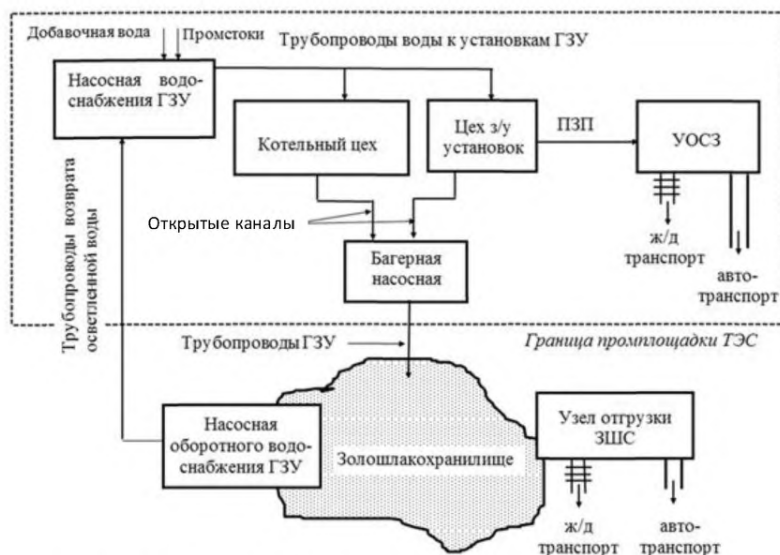 Добавочная вода
Промстоки
Трубопроводы воды к установкам ГЗУ
Насосная водо-
снабжения ГЗУ
Котельный цех
Цех з/у
установок
ПЗП
УОСЗ
Открытые каналы
ж/д
транспорт
авто-
транспорт
Багерная
насосная
Трубопроводы возврата
осветленной воды
Трубопроводы ГЗУ
Граница промплощадки ТЭС
Насосная
оборотного водо-
снабжения ГЗУ
Золошлакохранилище
Узел отгрузки
ЗШС
ж/д
транспорт
авто-
транспорт